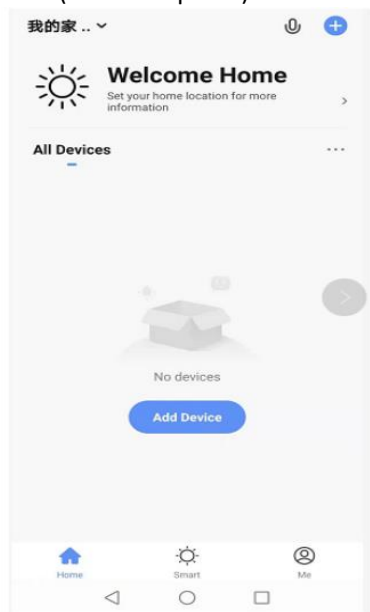 我的家 .. 
Welcome Home
Set your home location for more
information
All Devices
No devices
Add Device
Home
Smart
Me